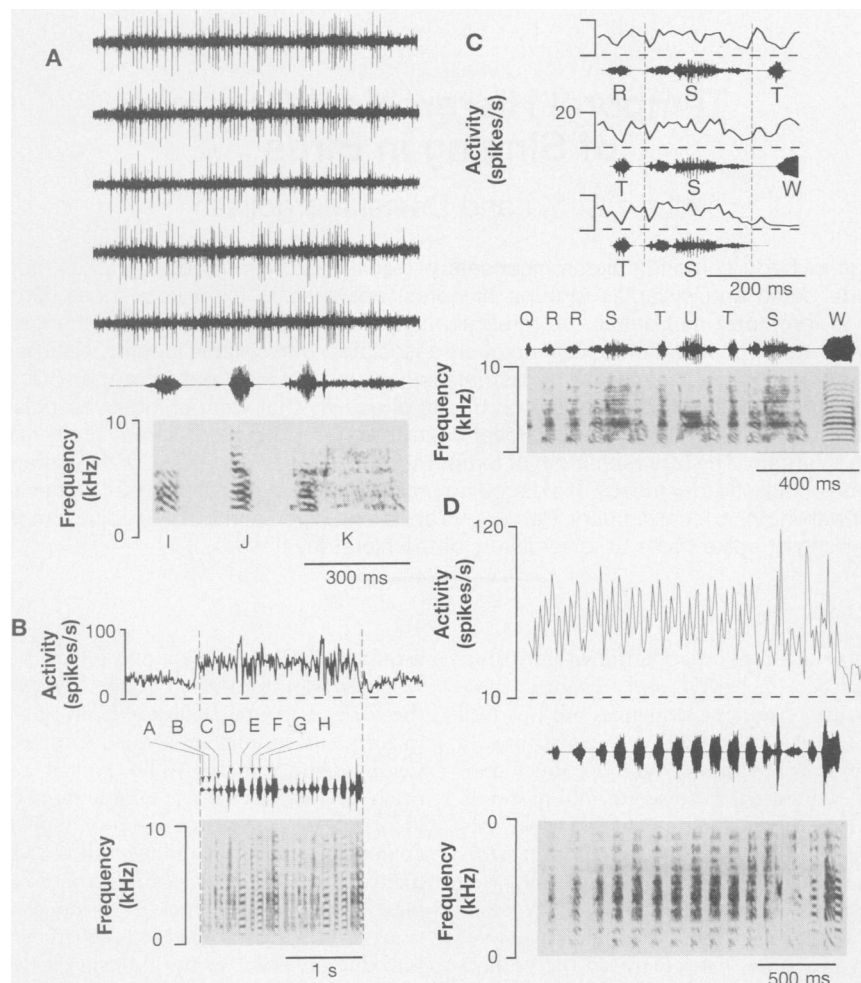 A
10
Frequency
(kHz)
0
I J K
300 ms
B
100
Activity
(spikes/s)
0
A B C D E F G H
10
Frequency
(kHz)
0
1 s
C
R S T
20
Activity
(spikes/s)
T S W
T S
200 ms
Q R R S T U T S W
10
Frequency
(kHz)
400 ms
D
120
Activity
(spikes/s)
10
0
Frequency
(kHz)
0
500 ms